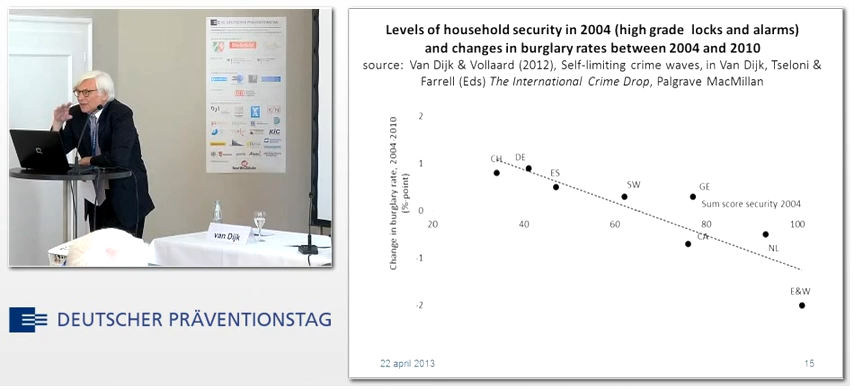 DEUTSCHER PRÄVENTIONSTAG
van Dijk
DEUTSCHER PRÄVENTIONSTAG
Levels of household security in 2004 (high grade locks and alarms)
and changes in burglary rates between 2004 and 2010
source: Van Dijk & Vollaard (2012), Self-limiting crime waves, in Van Dijk, Tseloni &
Farrell (Eds) The International Crime Drop, Palgrave MacMillan
Change in burglary rate, 2004-2010
(%-point)
2
1
0
-1
-2
20
40
60
80
100
CH
DE
ES
SW
GE
Sum score security 2004
CA
NL
E&W
22 april 2013
15